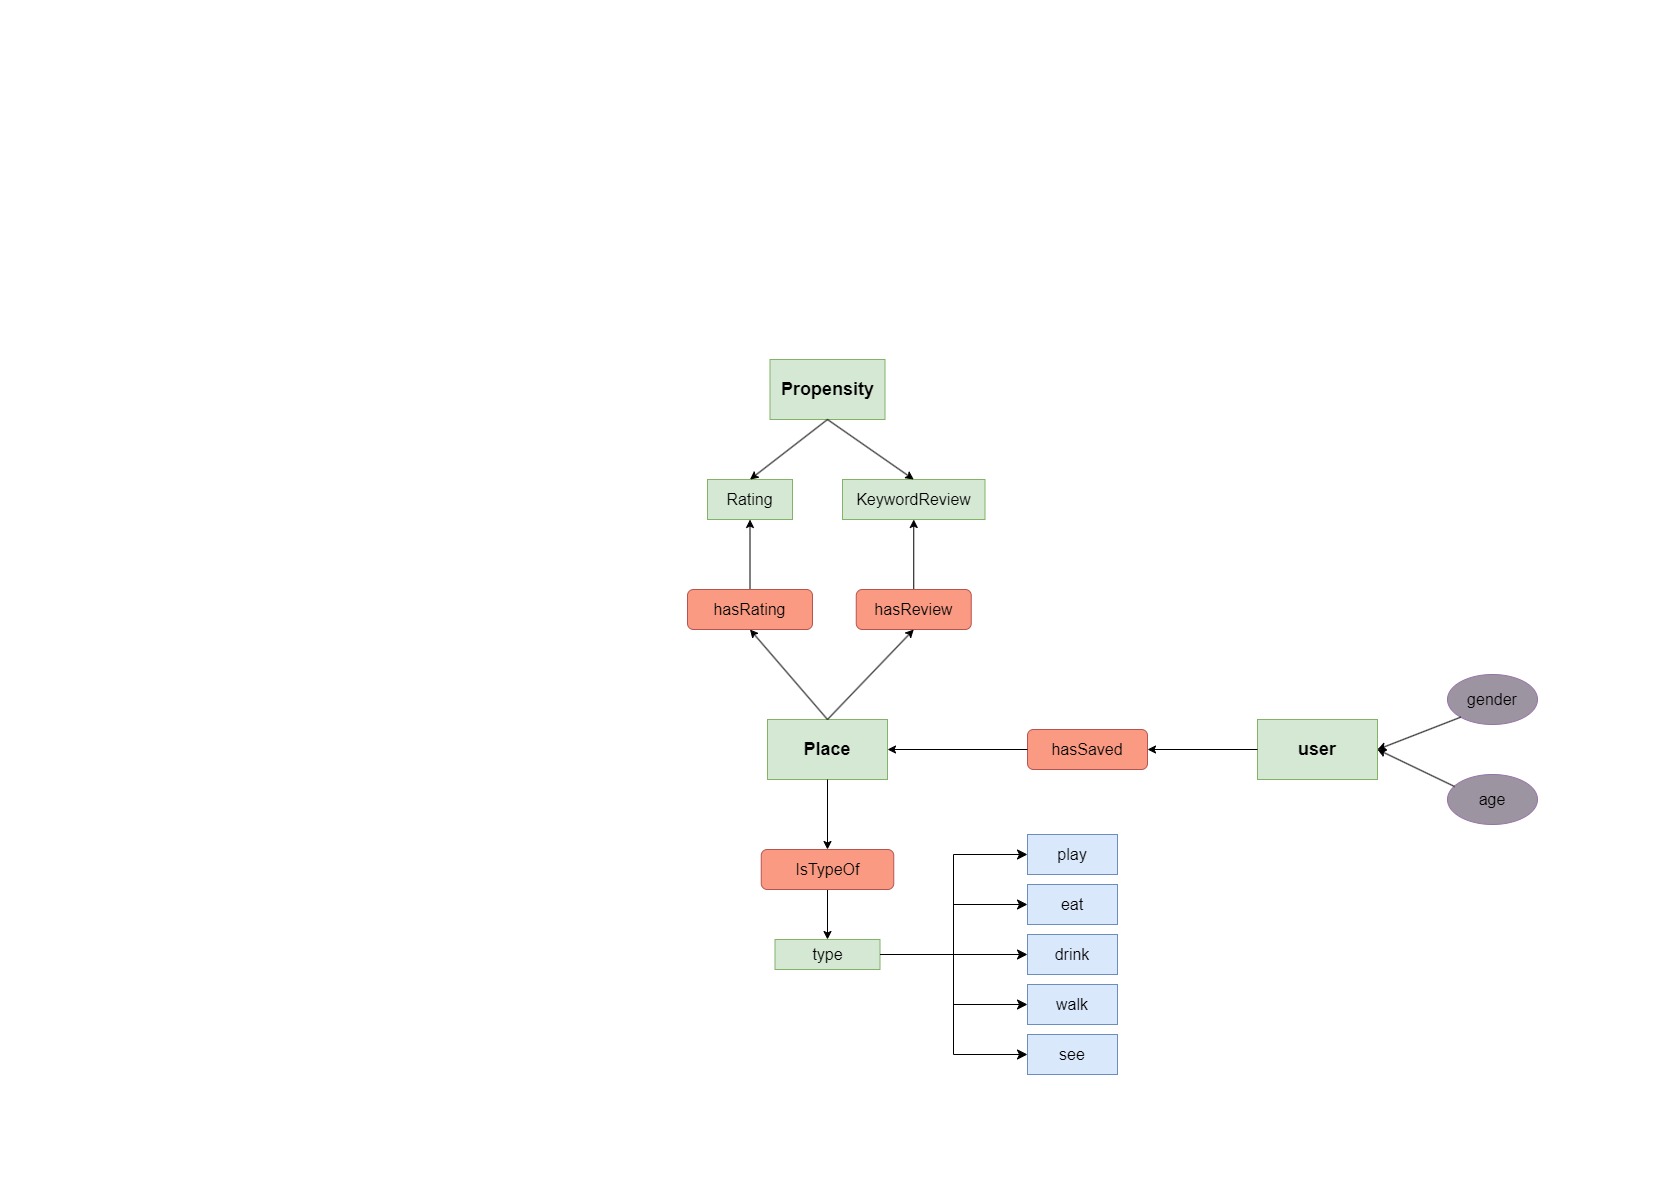 Propensity
Rating
KeywordReview
hasRating
hasReview
gender
Place
hasSaved
user
age
play
IsTypeOf
eat
type
drink
walk
see